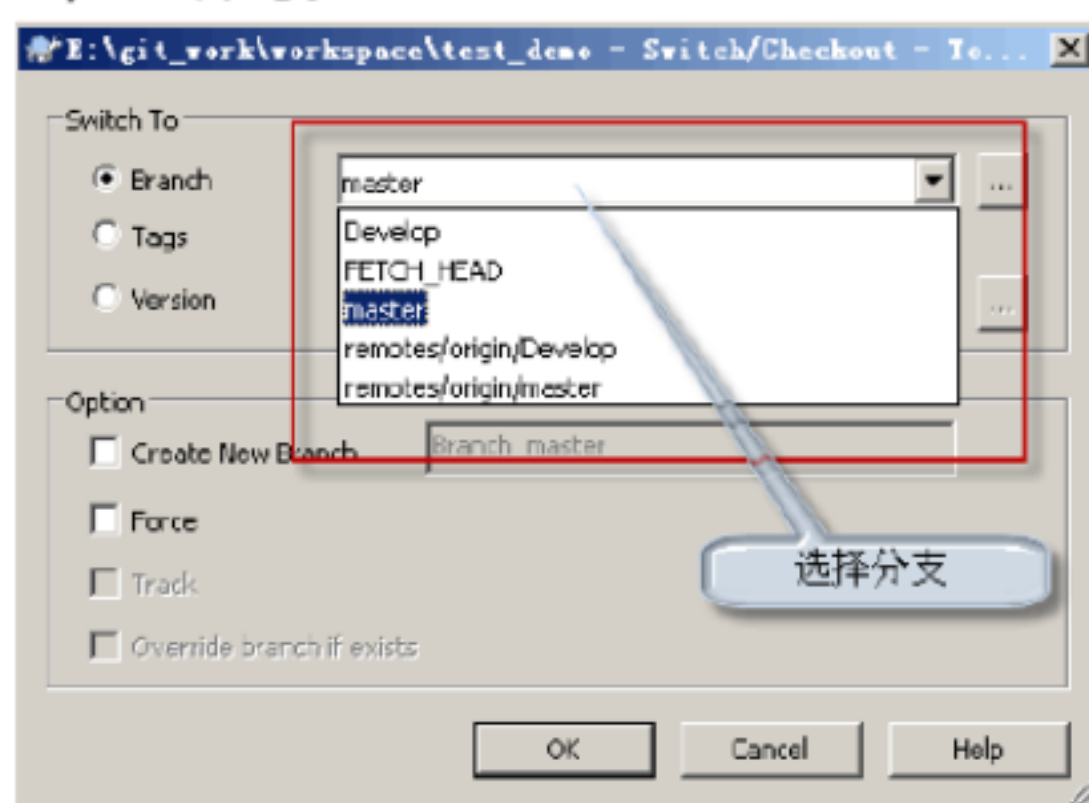 E:\git_work\workspace\test_demo - Switch/Checkout - To...
Switch To
Branch
master
...
Develop
Tags
FETCH_HEAD
master
Version
...
remotes/origin/Develop
remotes/origin/master
Option
Create New Branch
Branch_master
Force
选择分支
Track
Override branch if exists
OK
Cancel
Help